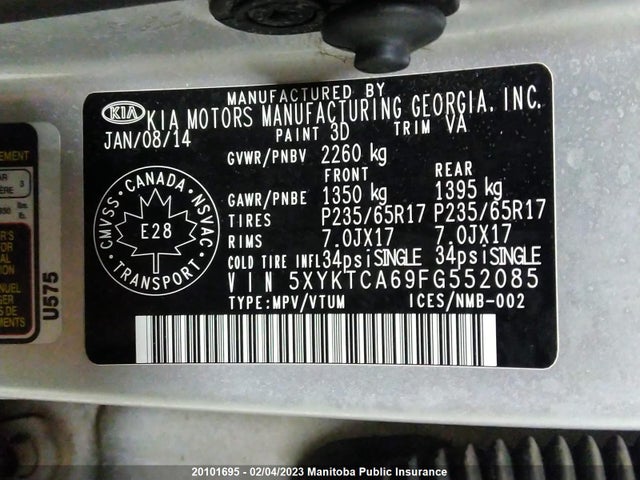 MANUFACTURED BY
KIA KIA MOTORS MANUFACTURING GEORGIA, INC.
JAN/08/14 PAINT 3D TRIM VA
GVWR/PNBV 2260 kg
FRONT REAR
GAWR/PNBE 1350 kg 1395 kg
TIRES P235/65R17 P235/65R17
RIMS 7.0JX17 7.0JX17
COLD TIRE INFL 34psiSINGLE 34psiSINGLE
VIN 5XYKTCA69FG552085
TYPE:MPV/VTUM ICES/NMB-002
CANADA
CMVSS NSVAC
E28
TRANSPORT
EMENT
U575
20101695 - 02/04/2023 Manitoba Public Insurance